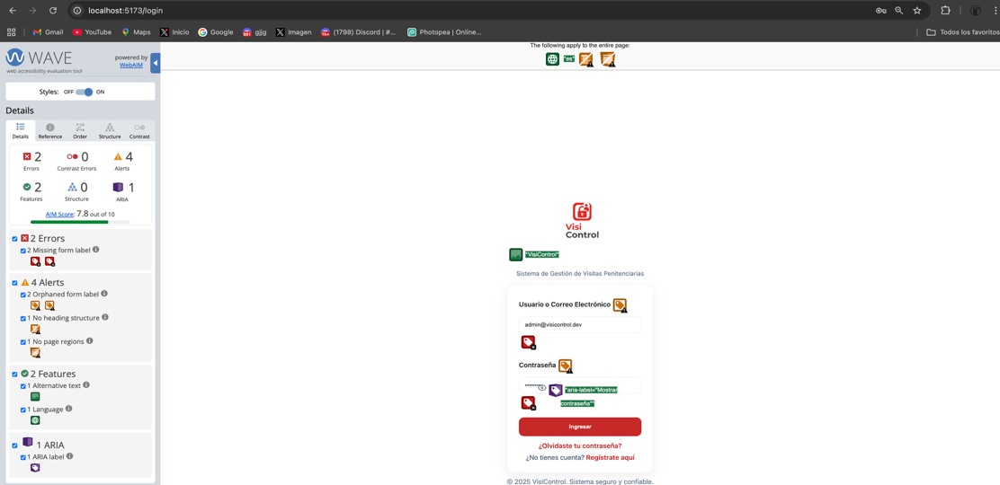 localhost:5173/login
Gmail YouTube Maps Inicio Google gjjg Imagen (1798) Discord | #... Photopea | Online... Todos los favoritos
WAVE
web accessibility evaluation tool
powered by
WebAIM
Styles: OFF ON
Details
Details Reference Order Structure Contrast
2 0 4
Errors Contrast Errors Alerts
2 0 1
Features Structure ARIA
AIM Score: 7.8 out of 10
2 Errors
2 Missing form label
4 Alerts
2 Orphaned form label
1 No heading structure
1 No page regions
2 Features
1 Alternative text
1 Language
1 ARIA
1 ARIA label
The following apply to the entire page:
"es"
Visi
Control
"VisiControl"
Sistema de Gestión de Visitas Penitenciarias
Usuario o Correo Electrónico
admin@visicontrol.dev
Contraseña
"aria-label="Mostrar
contraseña""
Ingresar
¿Olvidaste tu contraseña?
¿No tienes cuenta? Regístrate aquí
© 2025 VisiControl. Sistema seguro y confiable.